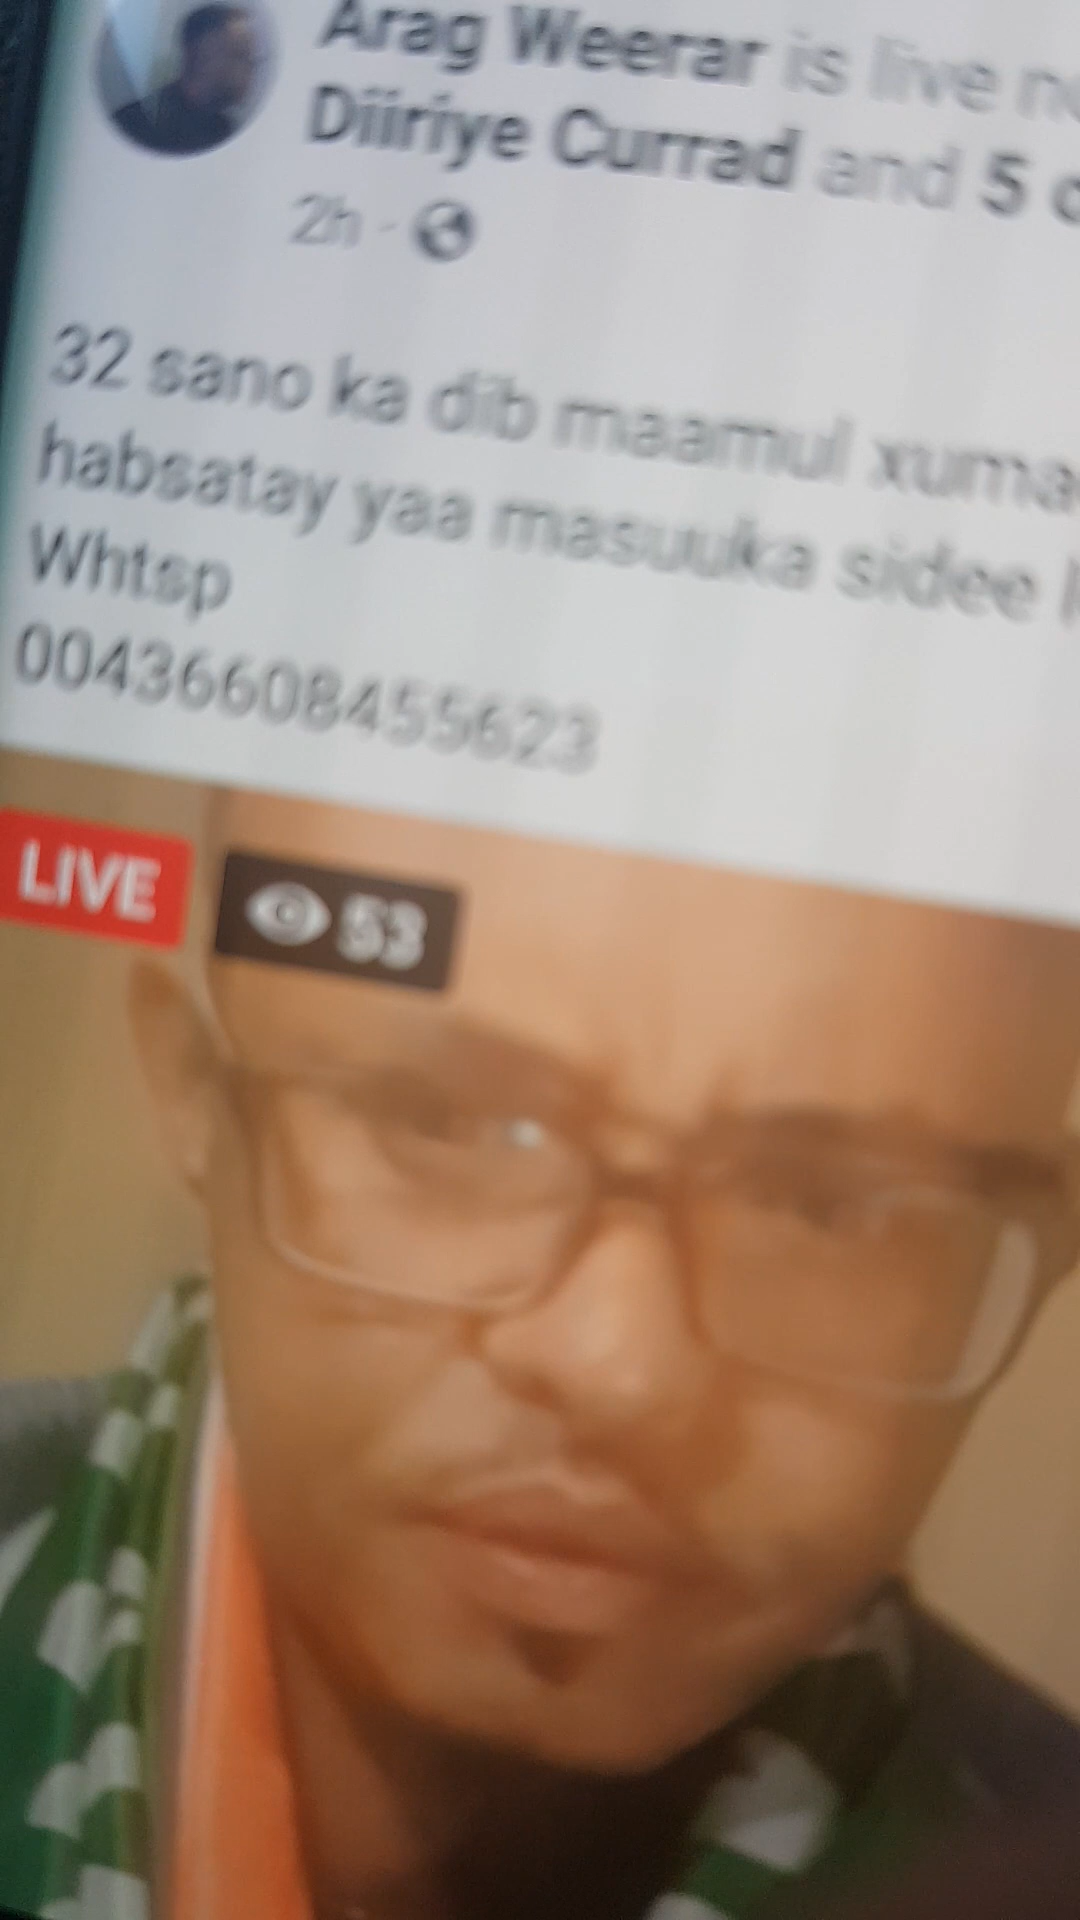 Arag Weerar is live
Diiriye Currad and 5
2h
32 sano ka dib maamul
habsatay yaa masuuka sidee
Whtsp
00436608455623
LIVE
53